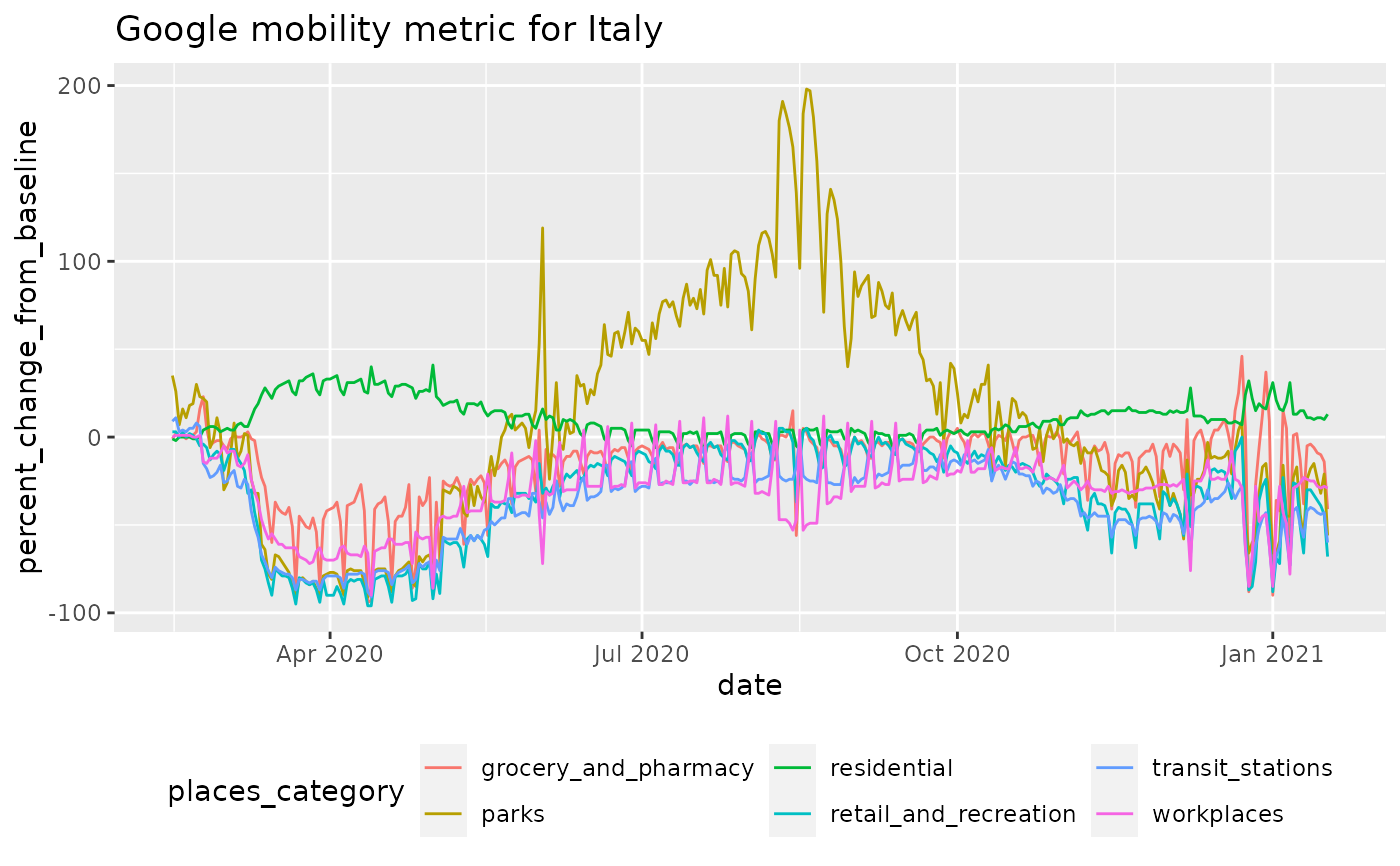 Google mobility metric for Italy
percent_change_from_baseline
200
100
0
-100
Apr 2020
Jul 2020
Oct 2020
Jan 2021
date
places_category
grocery_and_pharmacy
residential
transit_stations
parks
retail_and_recreation
workplaces